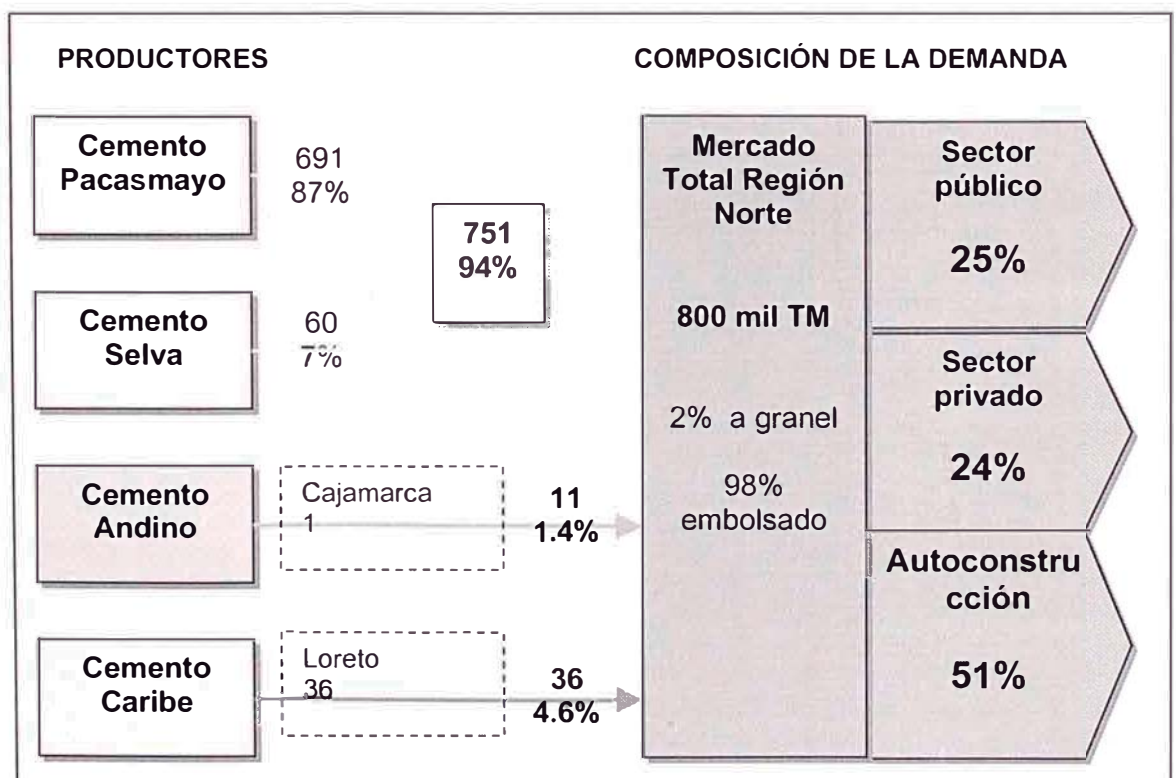 PRODUCTORES
Cemento
Pacasmayo
691
87%
751
94%
Cemento
Selva
60
7%
Cemento
Andino
Cajamarca
1
11
1.4%
Cemento
Caribe
Loreto
36
36
4.6%
COMPOSICIÓN DE LA DEMANDA
Mercado
Total Región
Norte
800 mil TM
2% a granel
98%
embolsado
Sector
público
25%
Sector
privado
24%
Autoconstru
cción
51%